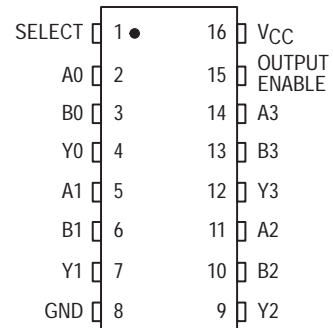 SELECT 1 16 VCC
A0 2 15 OUTPUT ENABLE
B0 3 14 A3
Y0 4 13 B3
A1 5 12 Y3
B1 6 11 A2
Y1 7 10 B2
GND 8 9 Y2